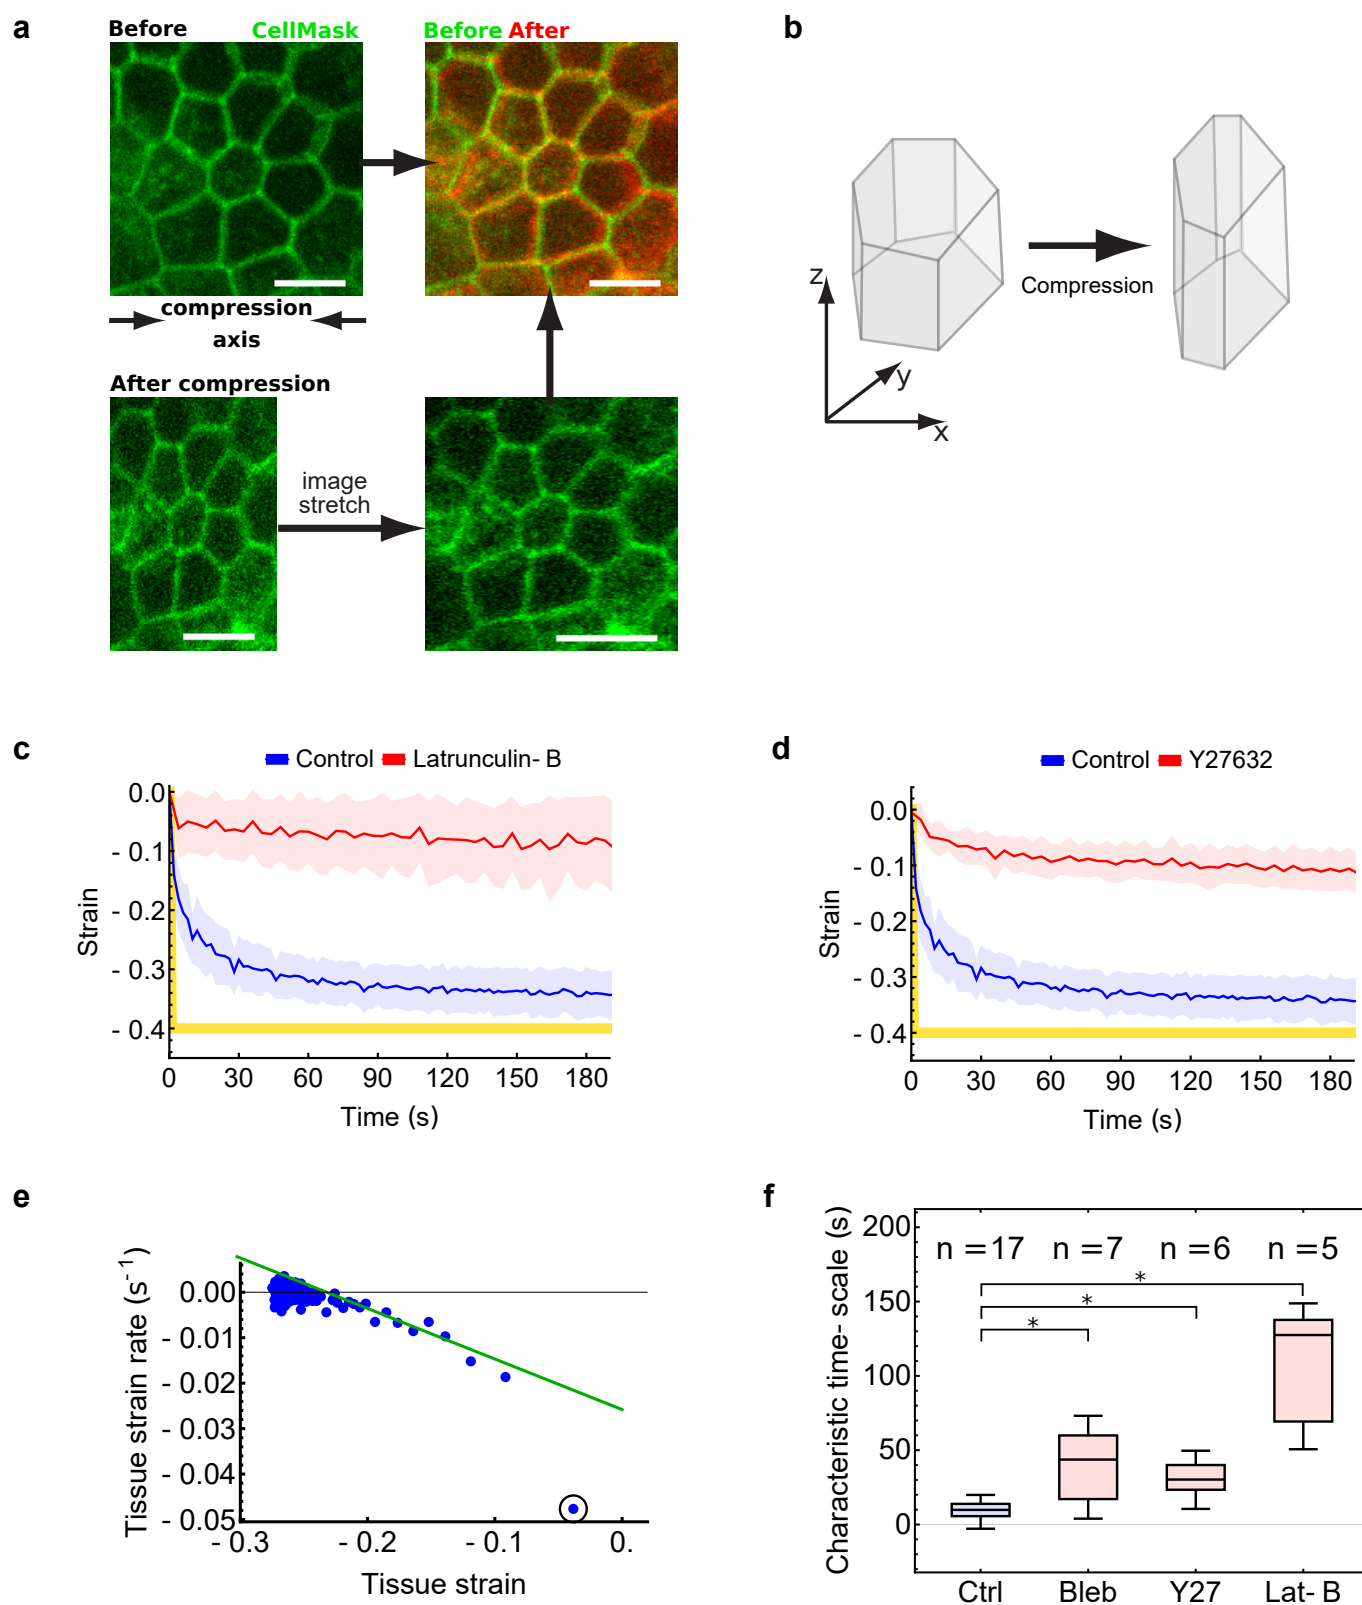 a
Before CellMask
Before After
compression
axis
After compression
image
stretch
b
z
y
x
Compression
c
Control Latrunculin- B
Strain
0.0
- 0.1
- 0.2
- 0.3
- 0.4
0 30 60 90 120 150 180
Time (s)
d
Control Y27632
Strain
0.0
- 0.1
- 0.2
- 0.3
- 0.4
0 30 60 90 120 150 180
Time (s)
e
Tissue strain rate (s⁻¹)
0.00
- 0.01
- 0.02
- 0.03
- 0.04
- 0.05
- 0.3 - 0.2 - 0.1 0.
Tissue strain
f
Characteristic time- scale (s)
200
150
100
50
0
n =17 n =7 n =6 n =5
*
*
*
Ctrl Bleb Y27 Lat- B